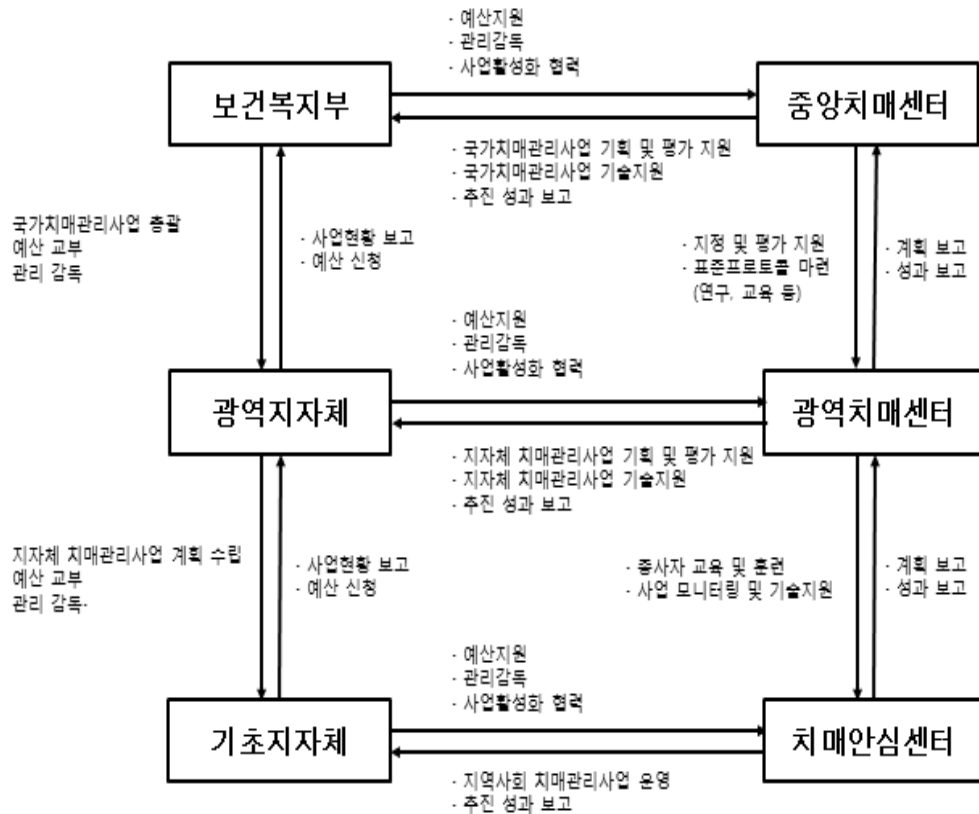 · 예산지원
· 관리감독
· 사업활성화 협력
보건복지부
중앙치매센터
· 국가치매관리사업 기획 및 평가 지원
· 국가치매관리사업 기술지원
· 추진 성과 보고
국가치매관리사업 총괄
예산 교부
관리 감독
· 사업현황 보고
· 예산 신청
· 지정 및 평가 지원
· 표준프로토콜 마련
(연구, 교육 등)
· 계획 보고
· 성과 보고
· 예산지원
· 관리감독
· 사업활성화 협력
광역지자체
광역치매센터
· 지자체 치매관리사업 기획 및 평가 지원
· 지자체 치매관리사업 기술지원
· 추진 성과 보고
지자체 치매관리사업 계획 수립
예산 교부
관리 감독·
· 사업현황 보고
· 예산 신청
· 종사자 교육 및 훈련
· 사업 모니터링 및 기술지원
· 계획 보고
· 성과 보고
· 예산지원
· 관리감독
· 사업활성화 협력
기초지자체
치매안심센터
· 지역사회 치매관리사업 운영
· 추진 성과 보고